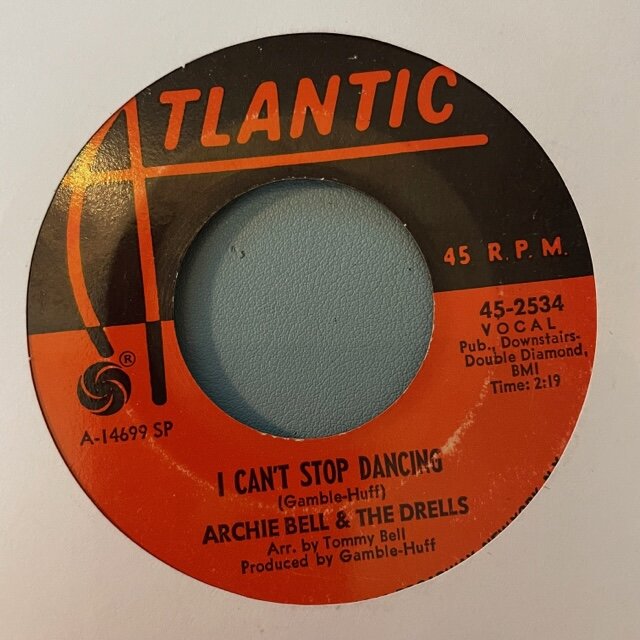 ATLANTIC
45 R.P.M.
45-2534
VOCAL
Pub., Downstairs-
Double Diamond,
BMI
Time: 2:19
®
A-14699 SP
I CAN'T STOP DANCING
(Gamble-Huff)
ARCHIE BELL & THE DRELLS
Arr. by Tommy Bell
Produced by Gamble-Huff